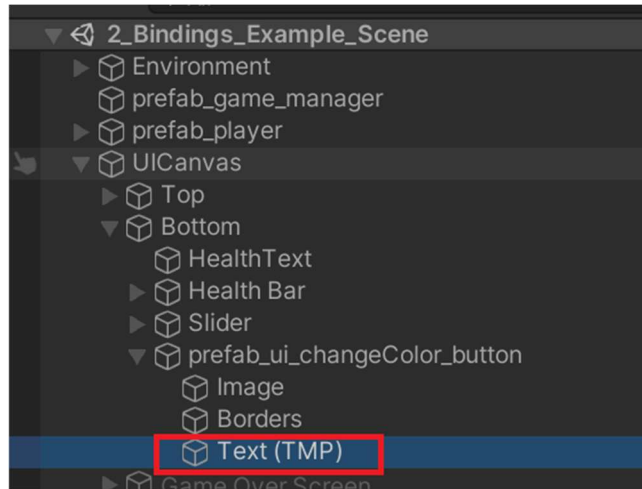 2_Bindings_Example_Scene
Environment
prefab_game_manager
prefab_player
UICanvas
Top
Bottom
HealthText
Health Bar
Slider
prefab_ui_changeColor_button
Image
Borders
Text (TMP)
Game Over Screen